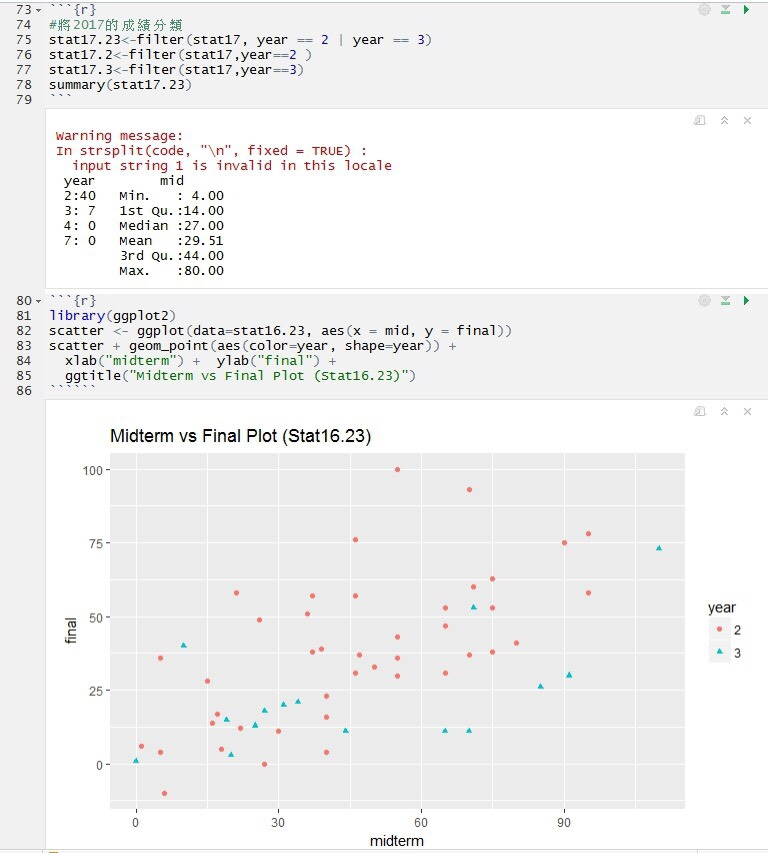 73 ```{r}
74 #將2017的成績分類
75 stat17.23<-filter(stat17, year == 2 | year == 3)
76 stat17.2<-filter(stat17,year==2 )
77 stat17.3<-filter(stat17,year==3)
78 summary(stat17.23)
79 ```
Warning message:
In strsplit(code, "\n", fixed = TRUE) :
input string 1 is invalid in this locale
year mid
2:40 Min. : 4.00
3: 7 1st Qu.:14.00
4: 0 Median :27.00
7: 0 Mean :29.51
3rd Qu.:44.00
Max. :80.00
80 ```{r}
81 library(ggplot2)
82 scatter <- ggplot(data=stat16.23, aes(x = mid, y = final))
83 scatter + geom_point(aes(color=year, shape=year)) +
84 xlab("midterm") + ylab("final") +
85 ggtitle("Midterm vs Final Plot (Stat16.23)")
86 ``````
Midterm vs Final Plot (Stat16.23)
100
75
50
25
0
final
0 30 60 90
midterm
year
2
3